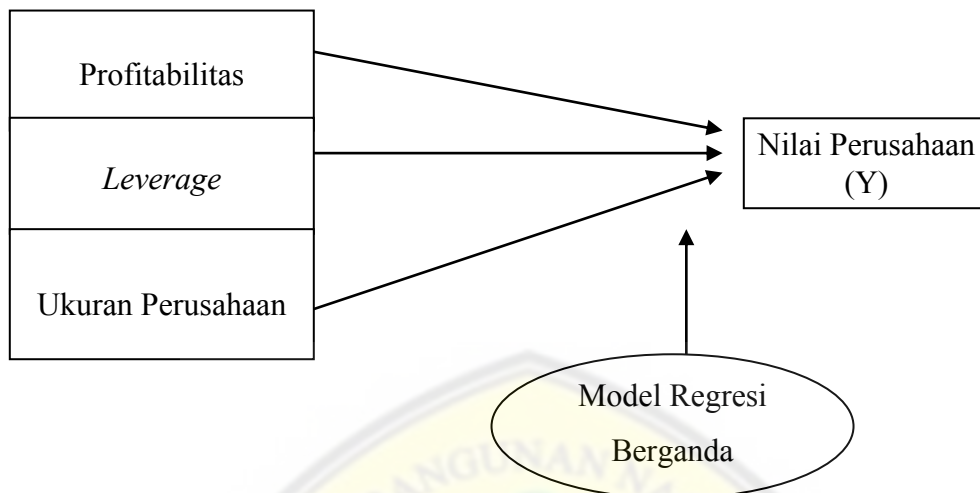 Profitabilitas
Leverage
Ukuran Perusahaan
Nilai Perusahaan
(Y)
Model Regresi
Berganda